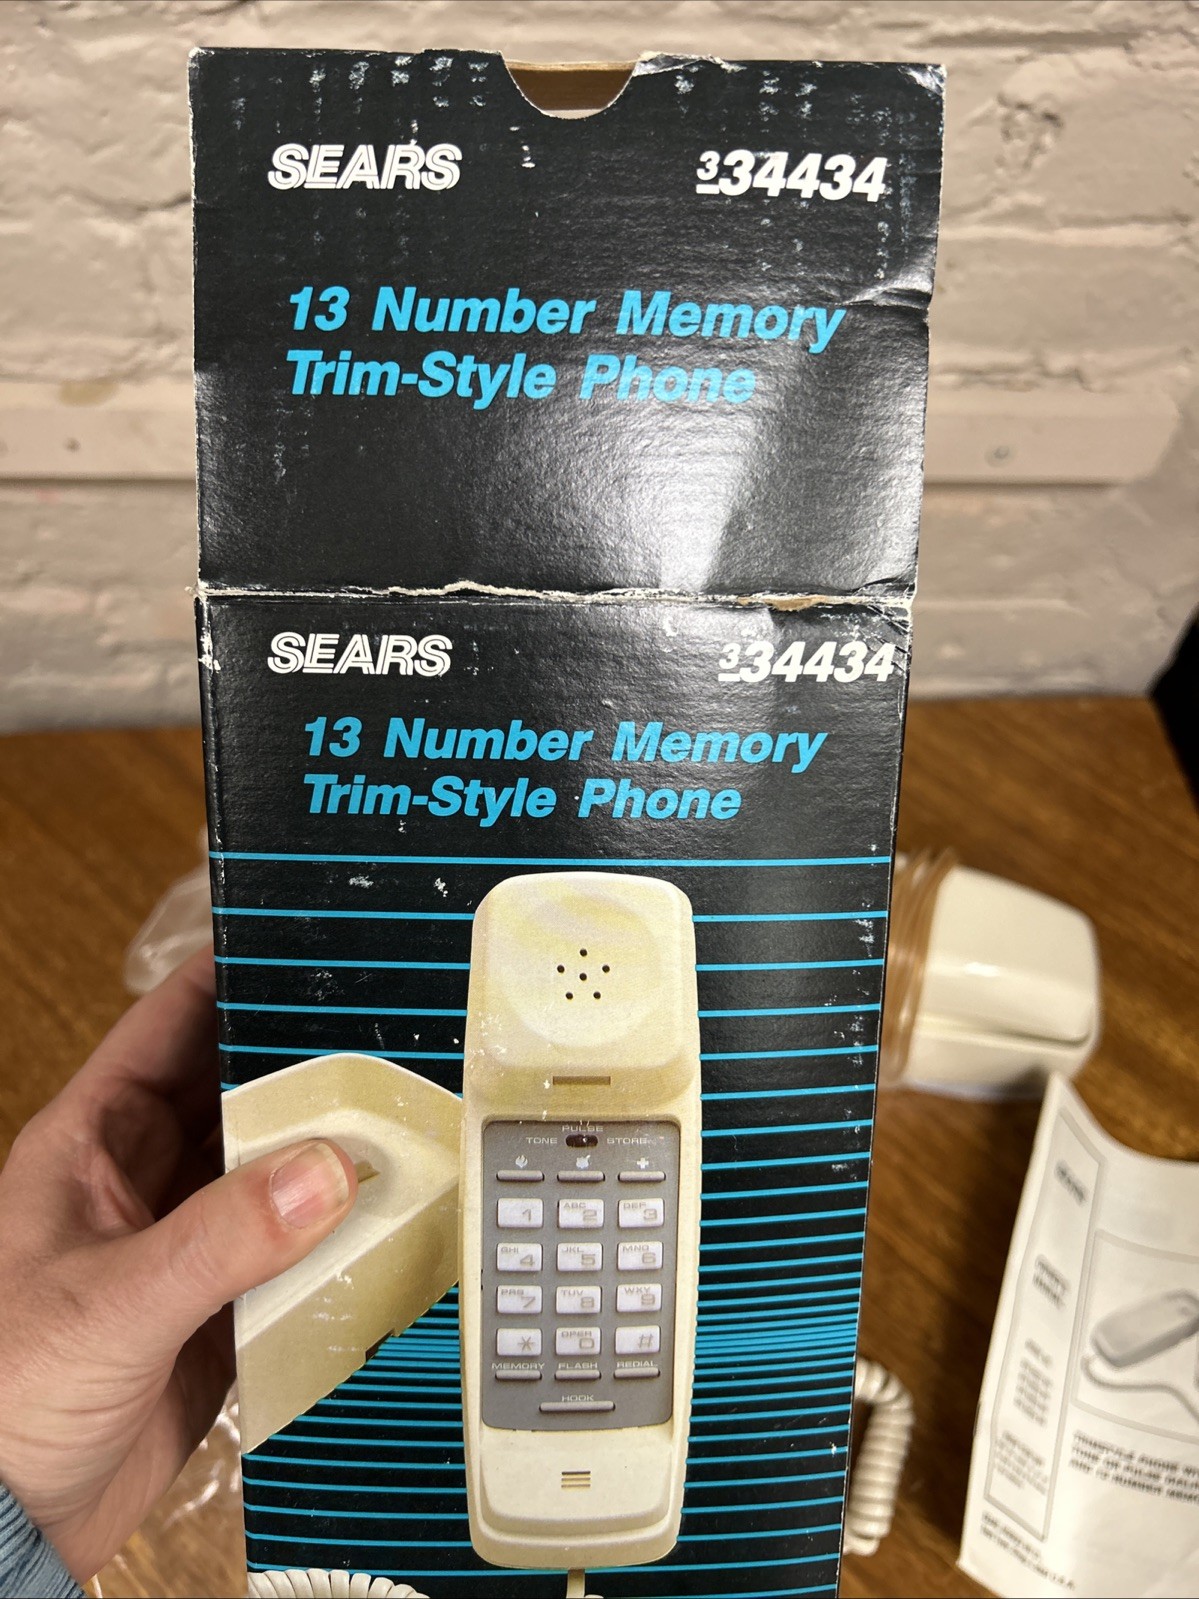 SEARS
334434
13 Number Memory
Trim-Style Phone
SEARS
334434
13 Number Memory
Trim-Style Phone
PULSE
TONE STORE
1 ABC 2 DEF 3
GHI 4 JKL 5 MNO 6
PRS 7 TUV 8 WXY 9
* OPER 0 #
MEMORY FLASH REDIAL
HOOK